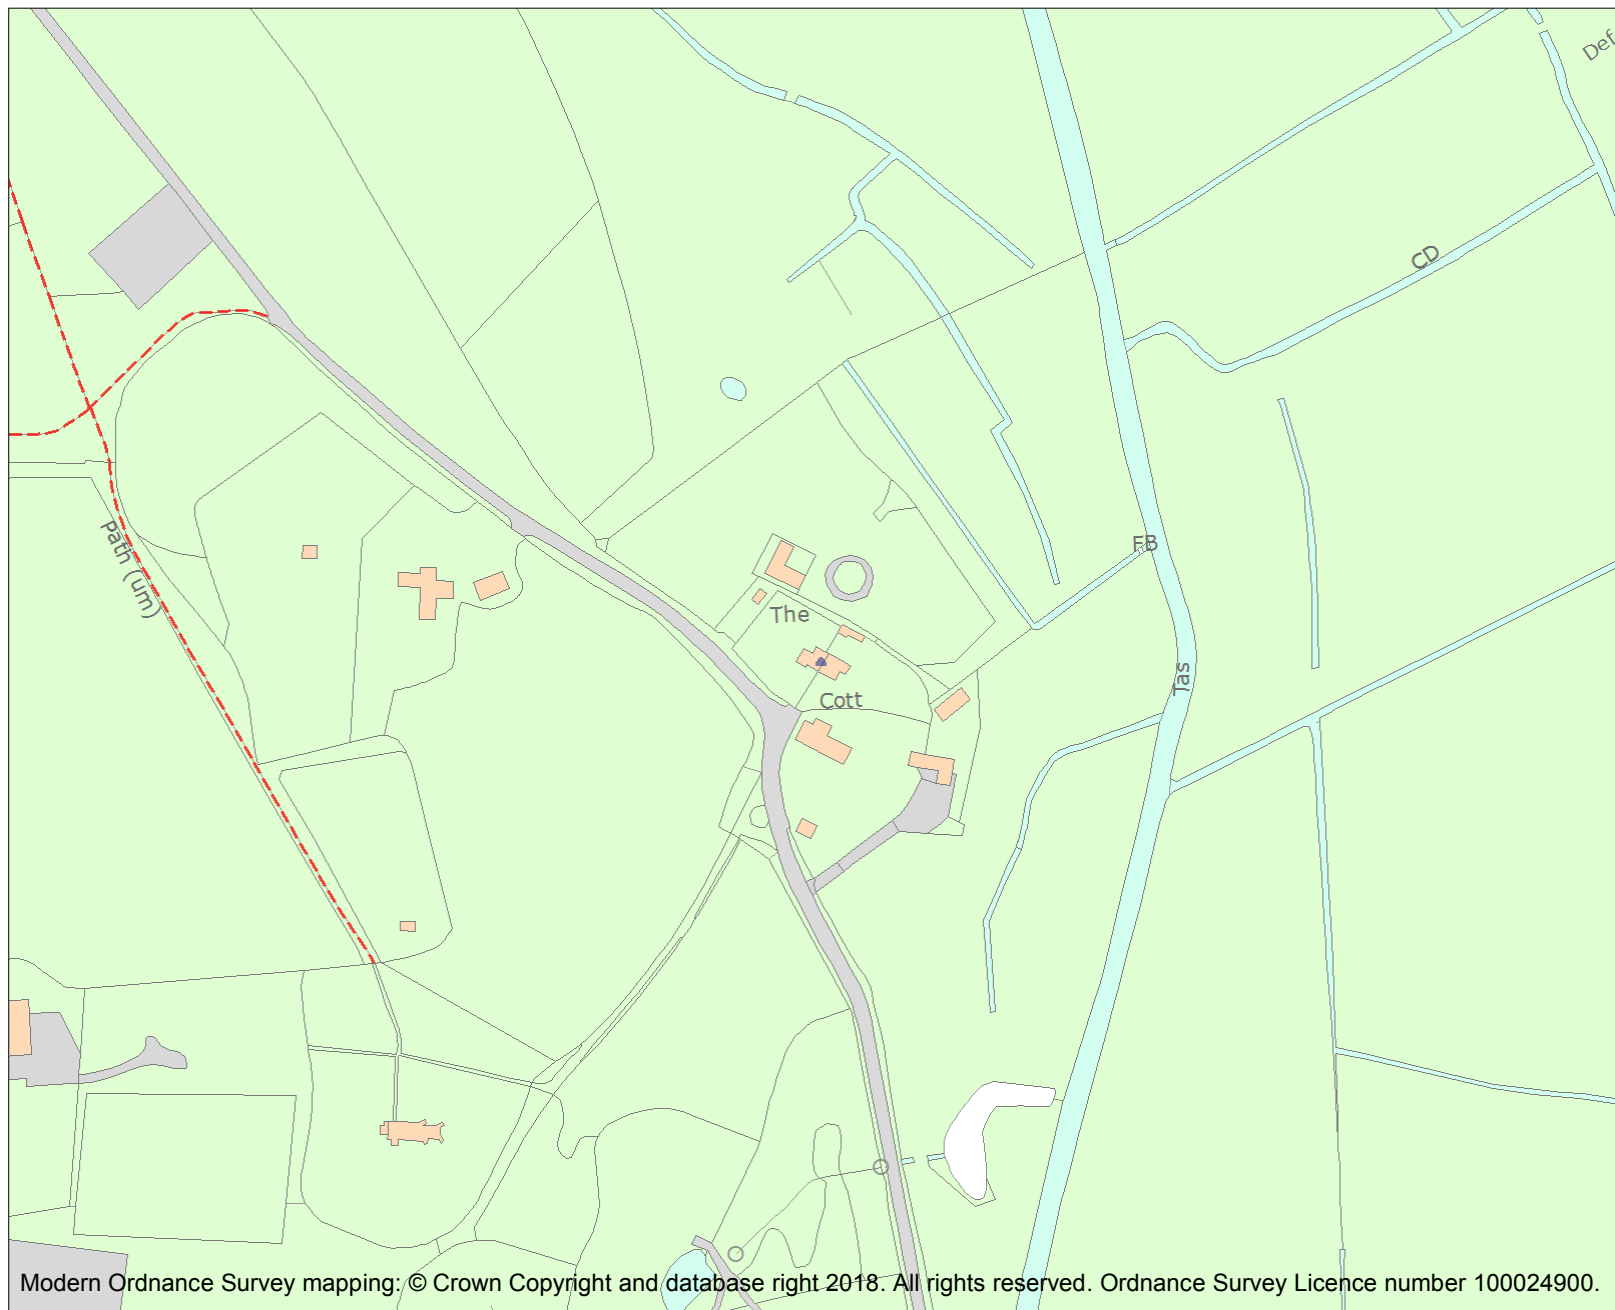 Def
CD
Path (um)
FB
The
Tas
Cott
Modern Ordnance Survey mapping: © Crown Copyright and database right 2018. All rights reserved. Ordnance Survey Licence number 100024900.